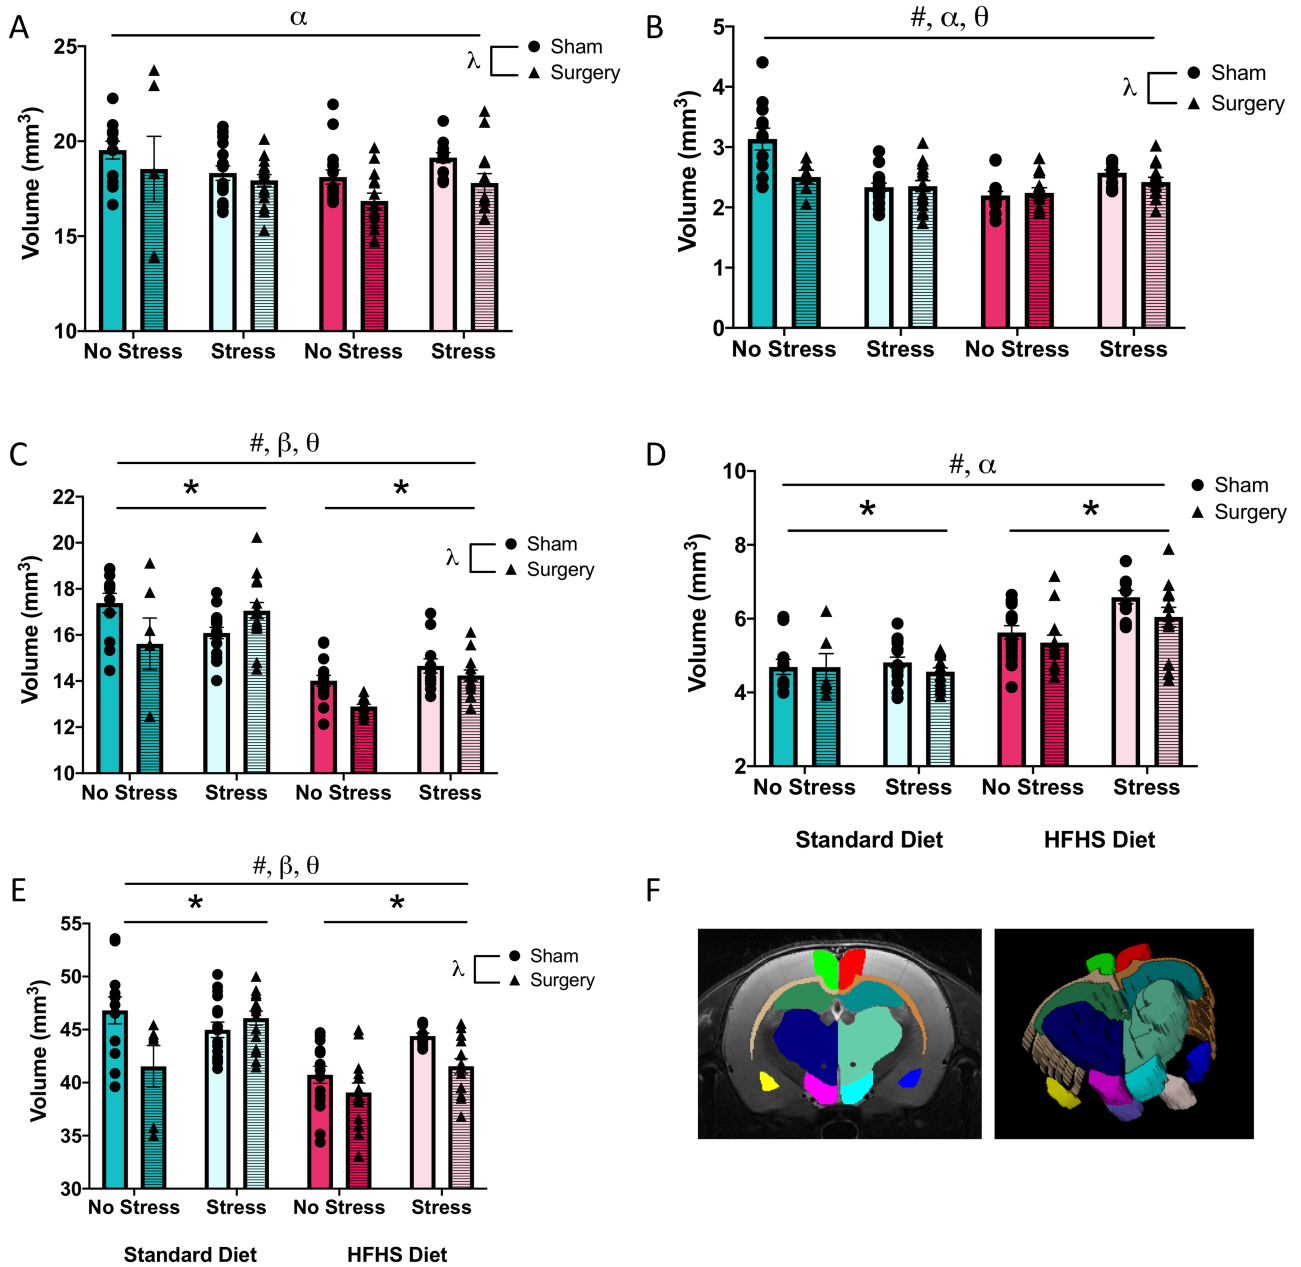 A
α
λ
Sham
Surgery
Volume (mm³)
25
20
15
10
No Stress
Stress
No Stress
Stress
B
#, α, θ
λ
Sham
Surgery
Volume (mm³)
5
4
3
2
1
0
No Stress
Stress
No Stress
Stress
C
#, β, θ
*
*
λ
Sham
Surgery
Volume (mm³)
22
20
18
16
14
12
10
No Stress
Stress
No Stress
Stress
D
#, α
*
*
Sham
Surgery
Volume (mm³)
10
8
6
4
2
No Stress
Stress
No Stress
Stress
Standard Diet
HFHS Diet
E
#, β, θ
*
*
λ
Sham
Surgery
Volume (mm³)
55
50
45
40
35
30
No Stress
Stress
No Stress
Stress
Standard Diet
HFHS Diet
F